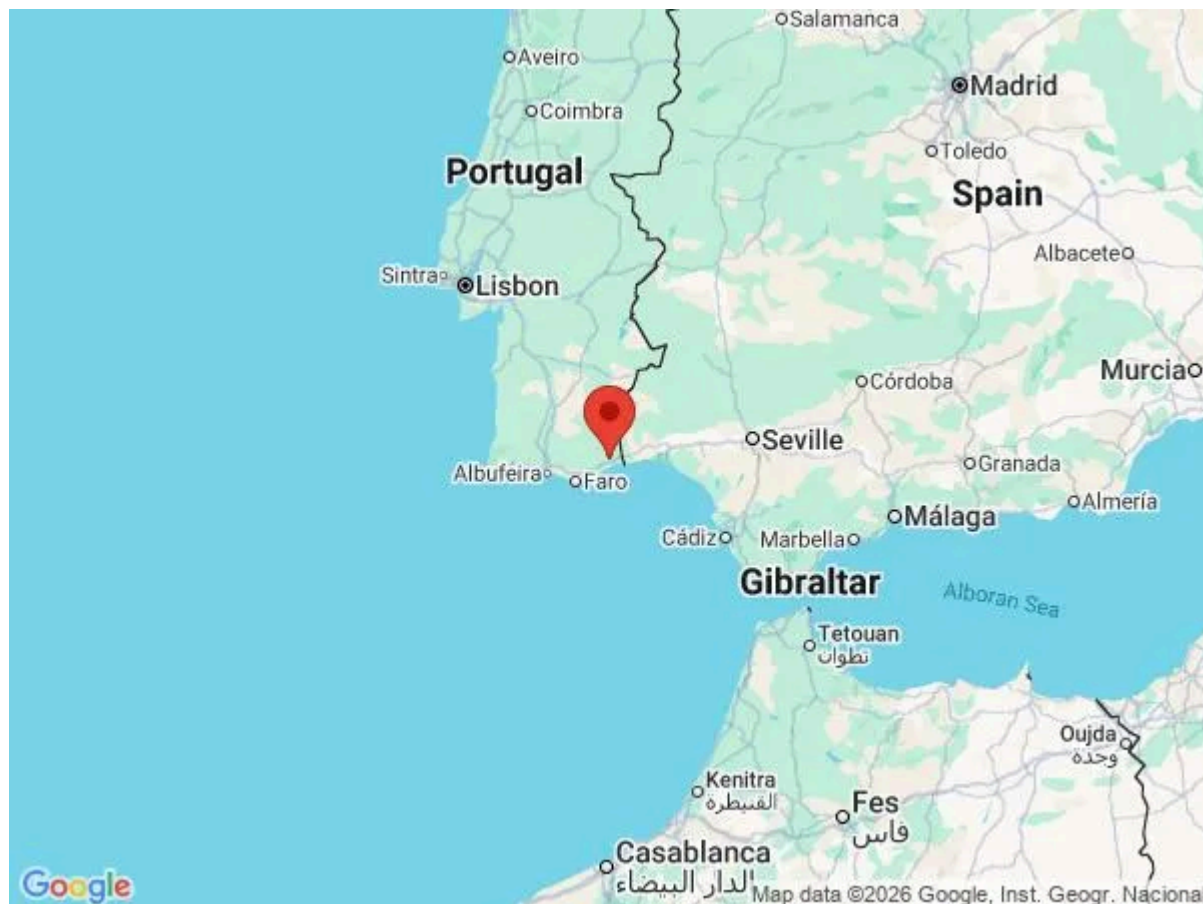 Salamanca
Aveiro
Madrid
Coimbra
Toledo
Portugal
Spain
Albacete
Sintra
Lisbon
Murcia
Córdoba
Seville
Granada
Albufeira
Faro
Almería
Málaga
Cádiz
Marbella
Gibraltar
Alboran Sea
Tetouan
تطوان
Oujda
وجدة
Kenitra
القنيطرة
Fes
فاس
Casablanca
الدار البيضاء
Google
Map data ©2026 Google, Inst. Geogr. Nacional